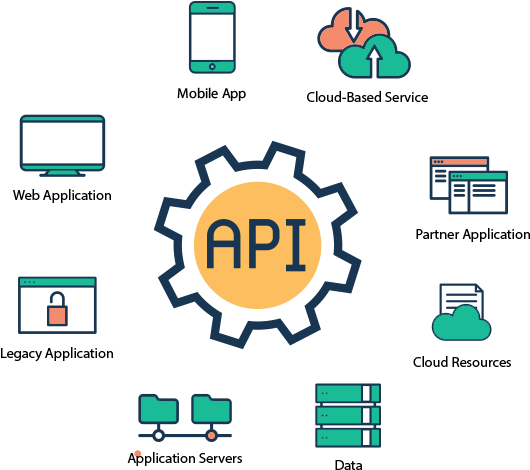 Mobile App
Cloud-Based Service
Web Application
API
Partner Application
Legacy Application
Cloud Resources
Application Servers
Data